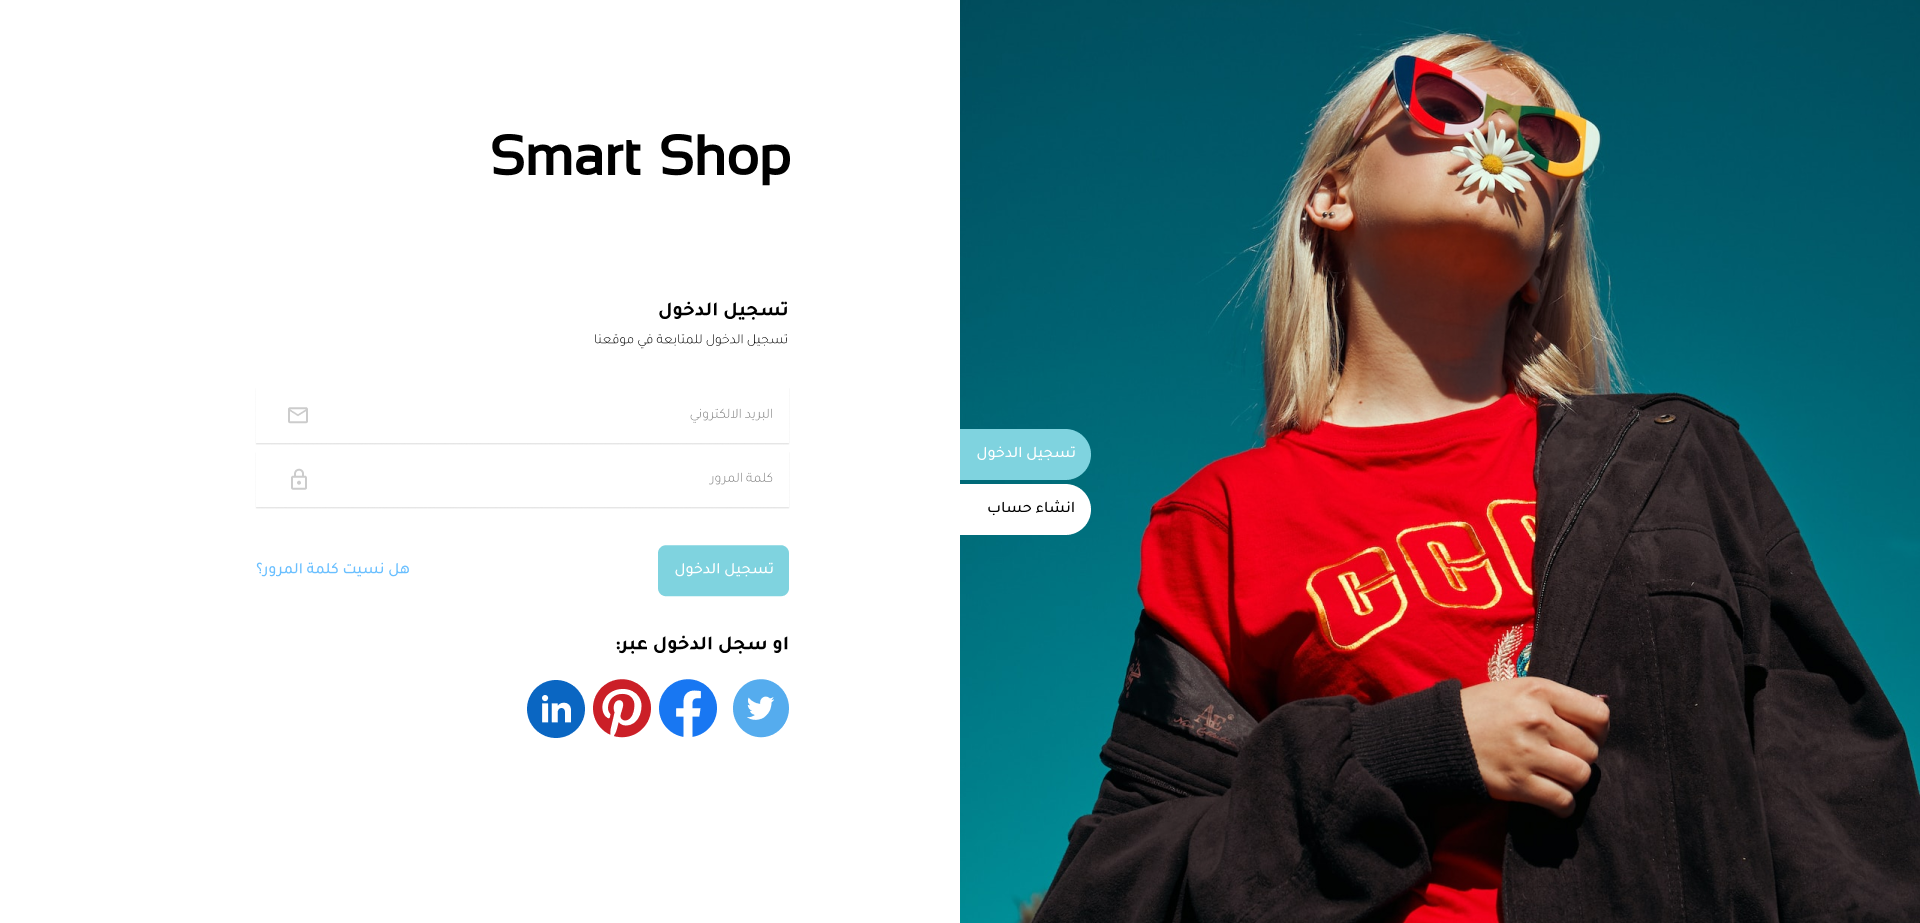 Smart Shop
تسجيل الدخول
تسجيل الدخول للمتابعة في موقعنا
البريد الالكتروني
كلمة المرور
تسجيل الدخول
هل نسيت كلمة المرور؟
او سجل الدخول عبر:
in
تسجيل الدخول
انشاء حساب